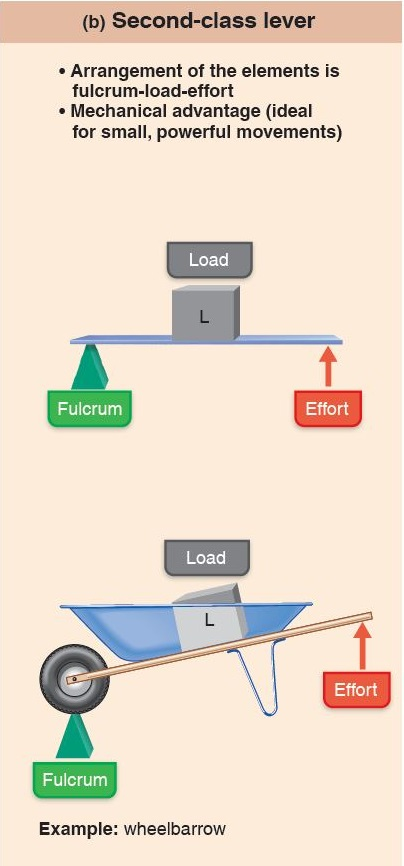 (b) Second-class lever
• Arrangement of the elements is
fulcrum-load-effort
• Mechanical advantage (ideal
for small, powerful movements)
Load
L
Fulcrum
Effort
Load
L
Effort
Fulcrum
Example: wheelbarrow